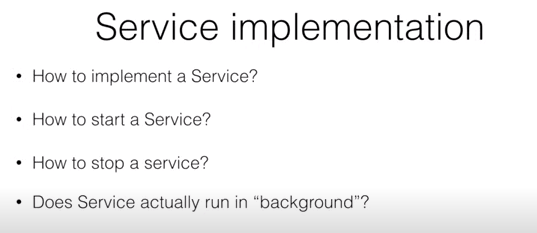 Service implementation
• How to implement a Service?
• How to start a Service?
• How to stop a service?
• Does Service actually run in “background”?